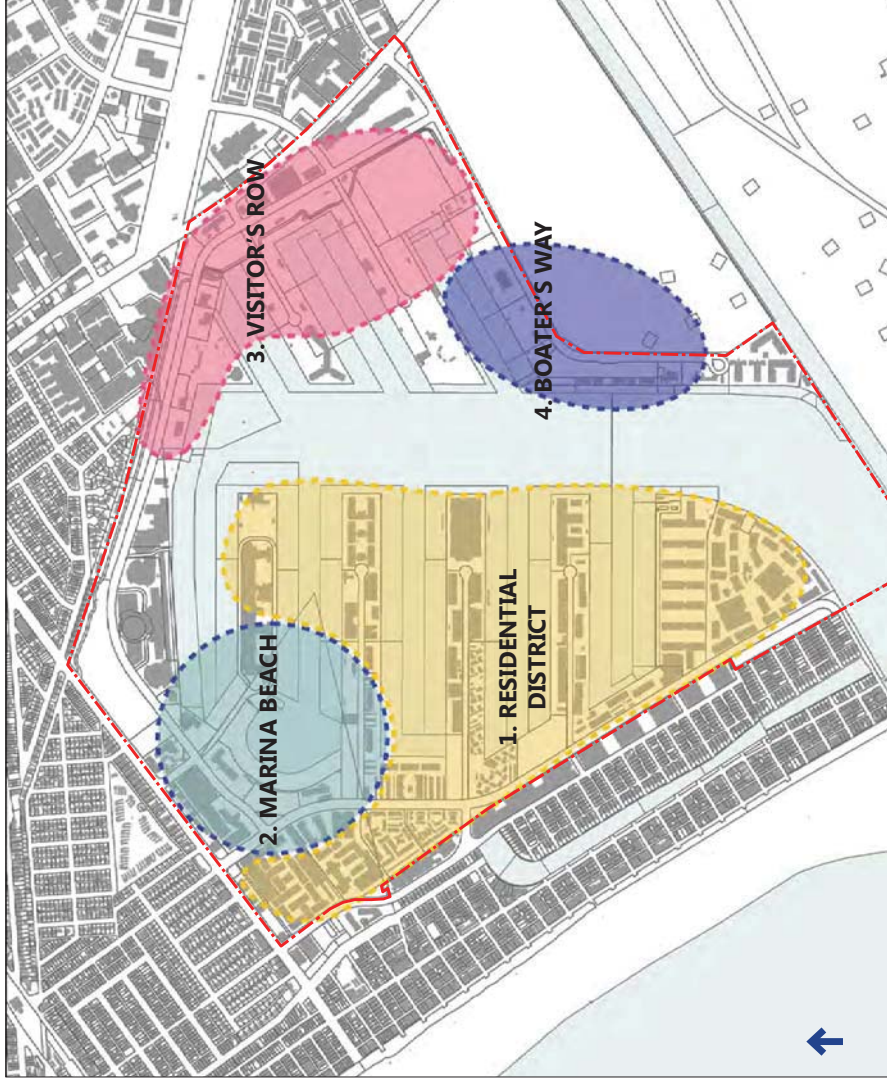 1. RESIDENTIAL
DISTRICT
2. MARINA BEACH
3. VISITOR'S ROW
4. BOATER'S WAY